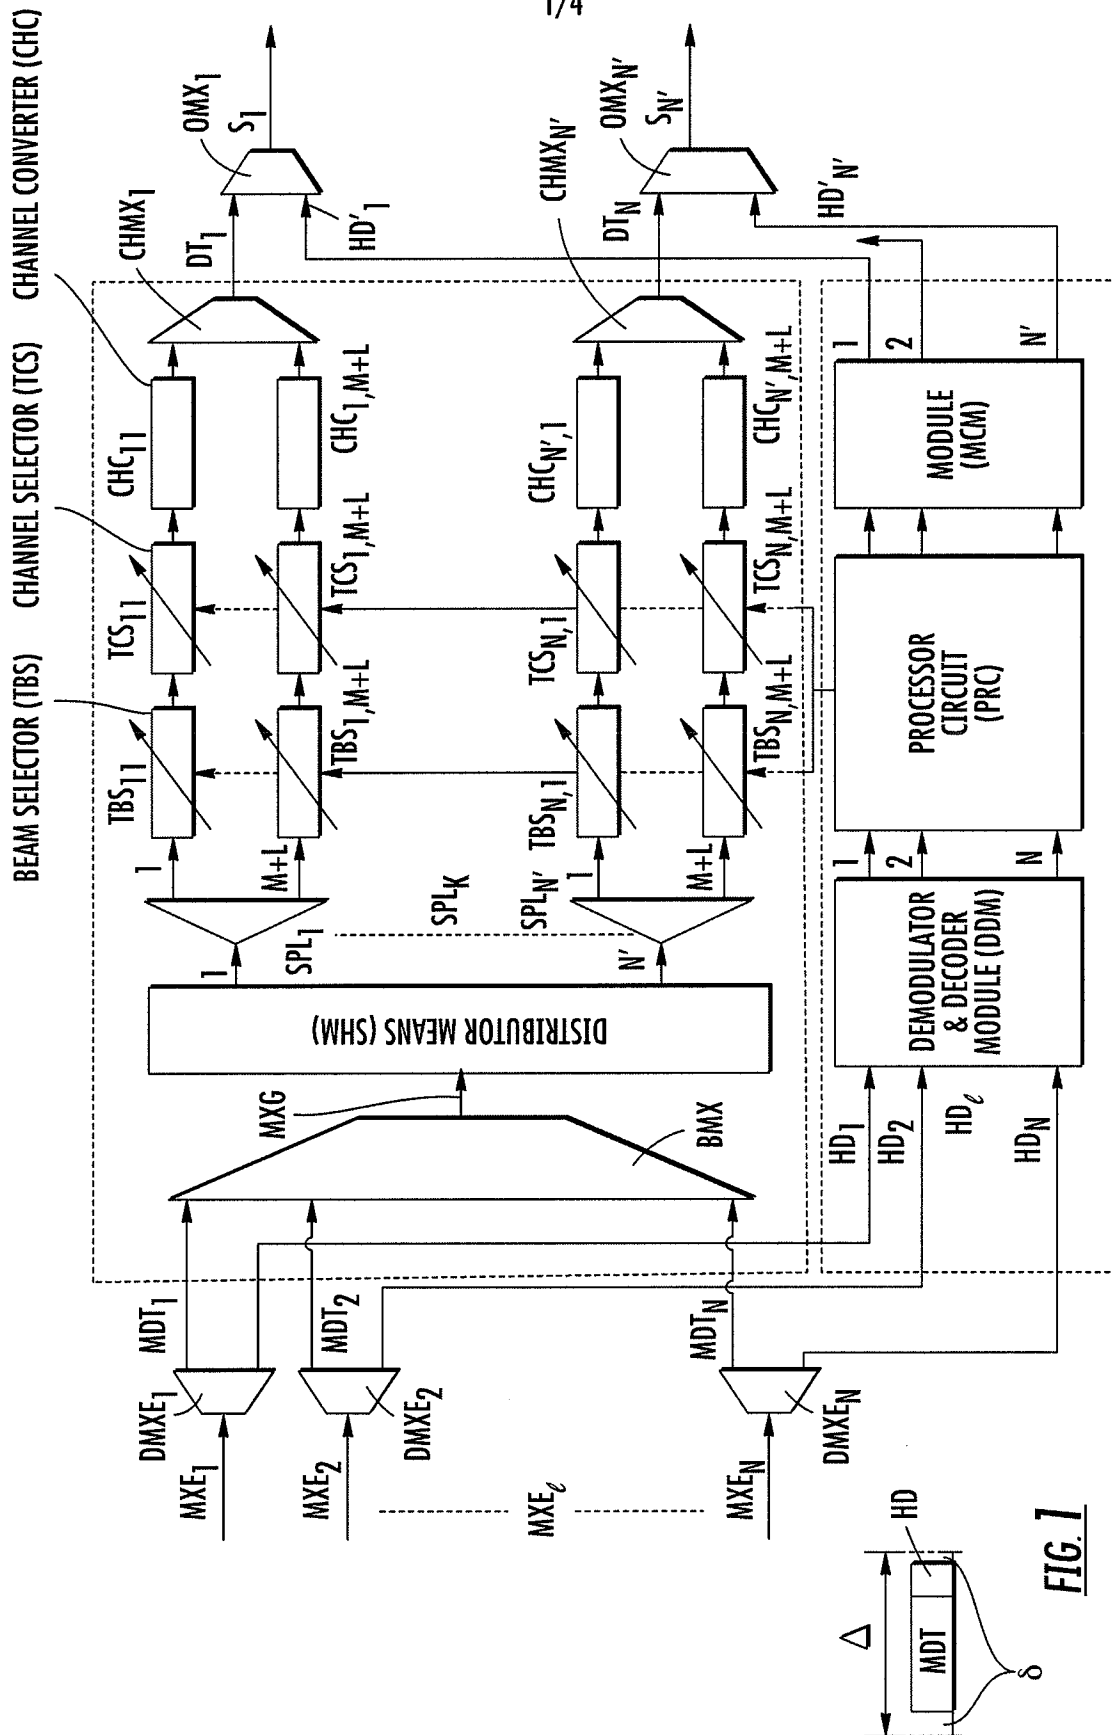 1/4
BEAM SELECTOR (TBS)
CHANNEL SELECTOR (TCS)
CHANNEL CONVERTER (CHC)
MXE1
DMXE1
MDT1
MXE2
DMXE2
MDT2
MXEℓ
MXEN
DMXEN
MDTN
MXG
BMX
DISTRIBUTOR MEANS (SHM)
1
SPL1
SPLK
N'
SPLN'
1
TBS11
TCS11
CHC11
CHMX1
DT1
OMX1
S1
M+L
TBS1,M+L
TCS1,M+L
CHC1,M+L
HD'1
1
TBSN,1
TCSN,1
CHCN',1
CHMXN'
DTN
OMXN'
SN'
M+L
TBSN,M+L
TCSN,M+L
CHCN',M+L
HD'N'
HD1
HD2
HDℓ
HDN
DEMODULATOR
& DECODER
MODULE (DDM)
1
2
N
PROCESSOR
CIRCUIT
(PRC)
MODULE
(MCM)
1
2
N'
Δ
MDT
HD
δ
FIG. 1